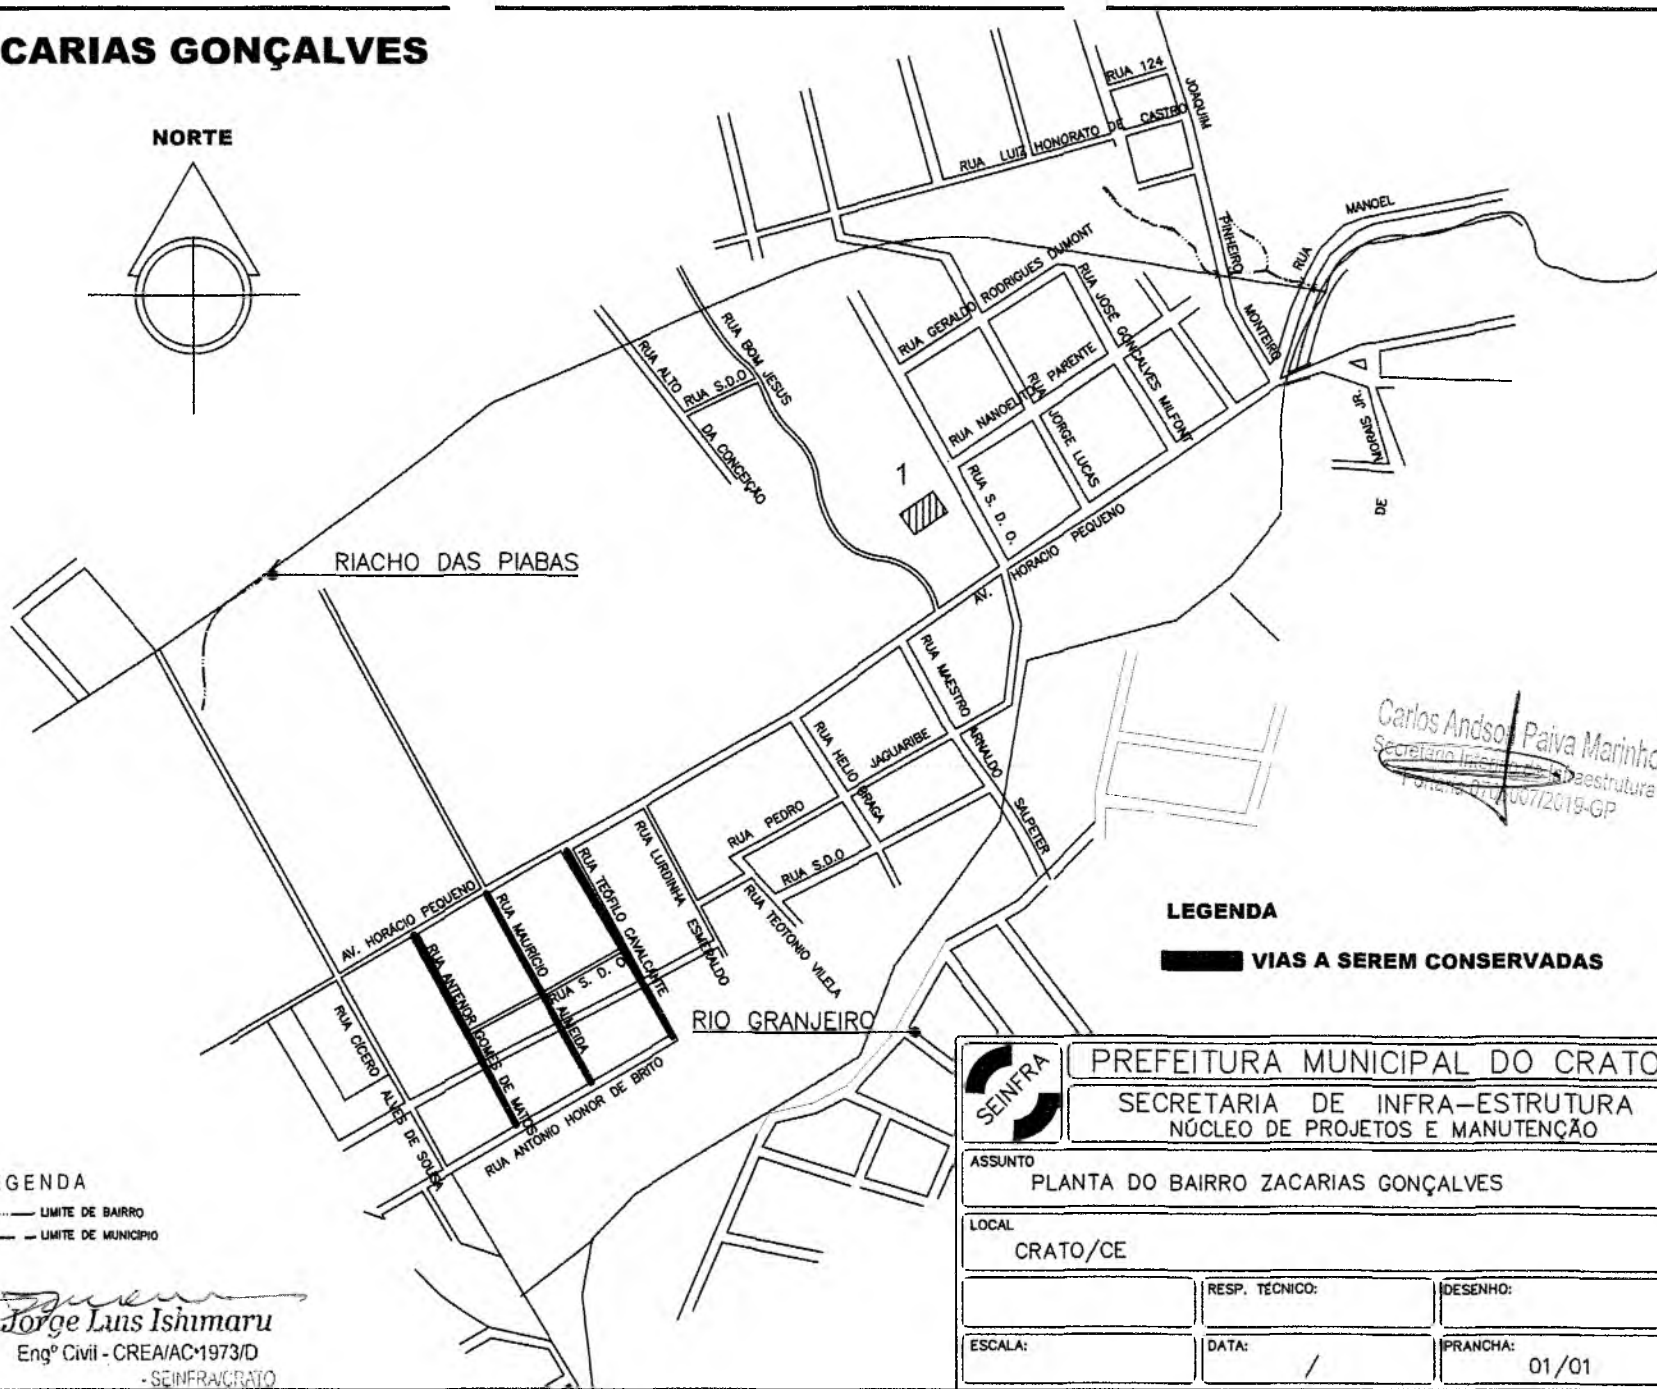 CARIAS GONÇALVES
NORTE
RUA 124
JOAQUIM
RUA LUIZ HONORATO DE CASTRO
MANOEL
RUA
PINHEIRO
MONTEIRO
RUA GERALDO RODRIGUES DUMONT
RUA JOSÉ GONÇALVES MILFONT
RUA BOM JESUS
RUA ALTO
RUA S.D.O
DA CONCEIÇÃO
RUA NANOELITO PARENTE
RUA
JORGE LUCAS
MORAIS JR.
DE
1
RUA S. D. O.
AV. HORACIO PEQUENO
RIACHO DAS PIABAS
RUA MAESTRO
ARNALDO
SALPETER
RUA HELIO BRAGA
RUA PEDRO JAGUARIBE
RUA S.D.O
RUA LURDINHA ESMERALDO
RUA TEOTONIO VILELA
RUA TEÓFILO CAVALCANTE
AV. HORÁCIO PEQUENO
RUA MAURICIO ALMEIDA
RUA ANTENOR GOMES DE MATOS
RUA S. D. O
RUA CÍCERO ALVES DE SOUSA
RUA ANTONIO HONOR DE BRITO
RIO GRANJEIRO
Carlos Andson Paiva Marinho
LEGENDA
VIAS A SEREM CONSERVADAS
SEINFRA
PREFEITURA MUNICIPAL DO CRATO
SECRETARIA DE INFRA-ESTRUTURA
NÚCLEO DE PROJETOS E MANUTENÇÃO
ASSUNTO
PLANTA DO BAIRRO ZACARIAS GONÇALVES
LOCAL
CRATO/CE
RESP. TÉCNICO:
DESENHO:
ESCALA:
DATA:
/
PRANCHA:
01/01
GENDA
LIMITE DE BAIRRO
LIMITE DE MUNICIPIO
Jorge Luis Ishimaru
Engº Civil - CREA/AC 1973/D
- SEINFRA/CRATO